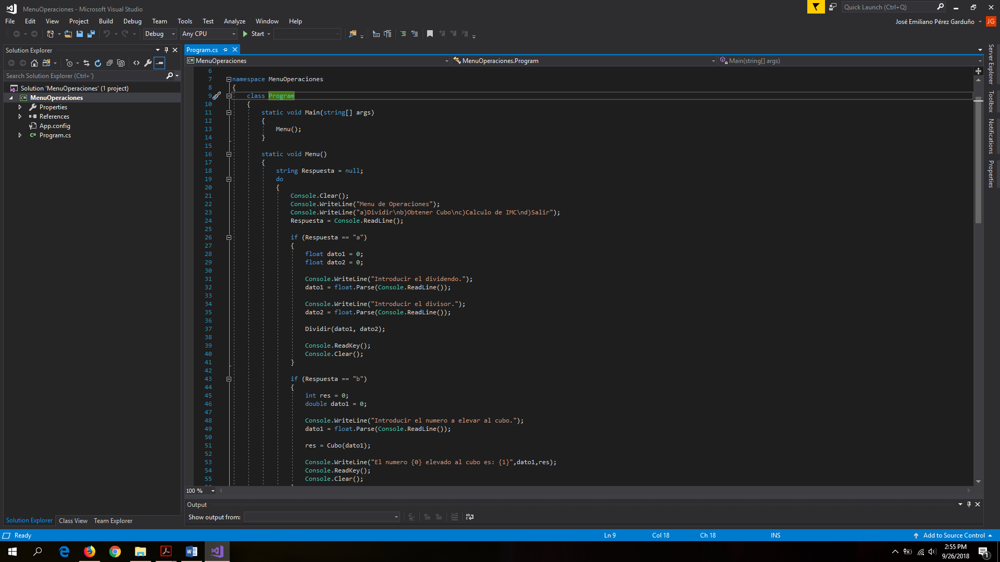 MenuOperaciones - Microsoft Visual Studio
Quick Launch (Ctrl+Q)
File Edit View Project Build Debug Team Tools Test Analyze Window Help
José Emiliano Pérez Garduño JG
Debug Any CPU Start
Solution Explorer
Search Solution Explorer (Ctrl+´)
Solution 'MenuOperaciones' (1 project)
C# MenuOperaciones
Properties
References
App.config
C# Program.cs
Solution Explorer Class View Team Explorer
Program.cs
C# MenuOperaciones MenuOperaciones.Program Main(string[] args)
6
7 namespace MenuOperaciones
8 {
9 class Program
10 {
11 static void Main(string[] args)
12 {
13 Menu();
14 }
15
16 static void Menu()
17 {
18 string Respuesta = null;
19 do
20 {
21 Console.Clear();
22 Console.WriteLine("Menu de Operaciones");
23 Console.WriteLine("a)Dividir\nb)Obtener Cubo\nc)Calculo de IMC\nd)Salir");
24 Respuesta = Console.ReadLine();
25
26 if (Respuesta == "a")
27 {
28 float dato1 = 0;
29 float dato2 = 0;
30
31 Console.WriteLine("Introducir el dividendo.");
32 dato1 = float.Parse(Console.ReadLine());
33
34 Console.WriteLine("Introducir el divisor.");
35 dato2 = float.Parse(Console.ReadLine());
36
37 Dividir(dato1, dato2);
38
39 Console.ReadKey();
40 Console.Clear();
41 }
42
43 if (Respuesta == "b")
44 {
45 int res = 0;
46 double dato1 = 0;
47
48 Console.WriteLine("Introducir el numero a elevar al cubo.");
49 dato1 = float.Parse(Console.ReadLine());
50
51 res = Cubo(dato1);
52
53 Console.WriteLine("El numero {0} elevado al cubo es: {1}",dato1,res);
54 Console.ReadKey();
55 Console.Clear();
100 %
Output
Show output from:
Server Explorer
Toolbox
Notifications
Properties
Ready Ln 9 Col 18 Ch 18 INS Add to Source Control
2:55 PM
9/26/2018
1